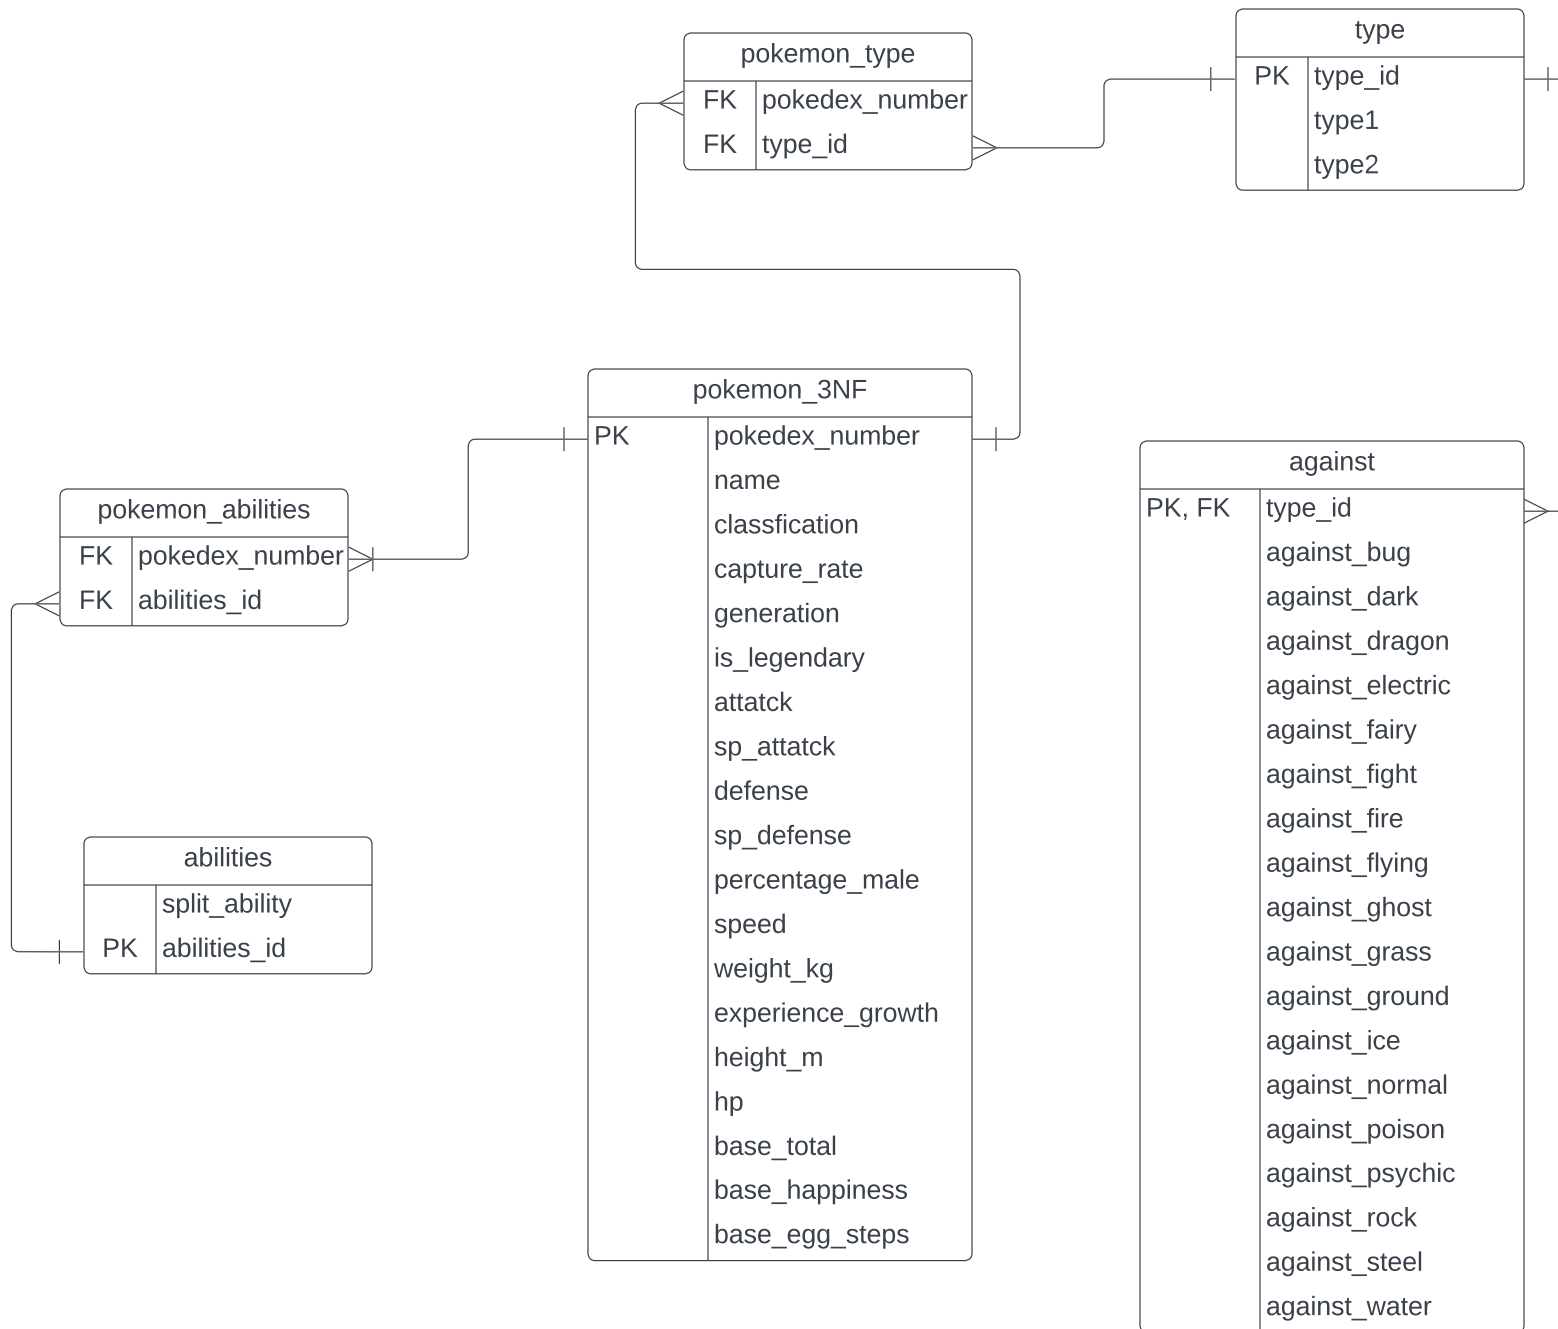 type
PK type_id
type1
type2
pokemon_type
FK pokedex_number
FK type_id
pokemon_3NF
PK pokedex_number
name
classfication
capture_rate
generation
is_legendary
attatck
sp_attatck
defense
sp_defense
percentage_male
speed
weight_kg
experience_growth
height_m
hp
base_total
base_happiness
base_egg_steps
pokemon_abilities
FK pokedex_number
FK abilities_id
abilities
split_ability
PK abilities_id
against
PK, FK type_id
against_bug
against_dark
against_dragon
against_electric
against_fairy
against_fight
against_fire
against_flying
against_ghost
against_grass
against_ground
against_ice
against_normal
against_poison
against_psychic
against_rock
against_steel
against_water